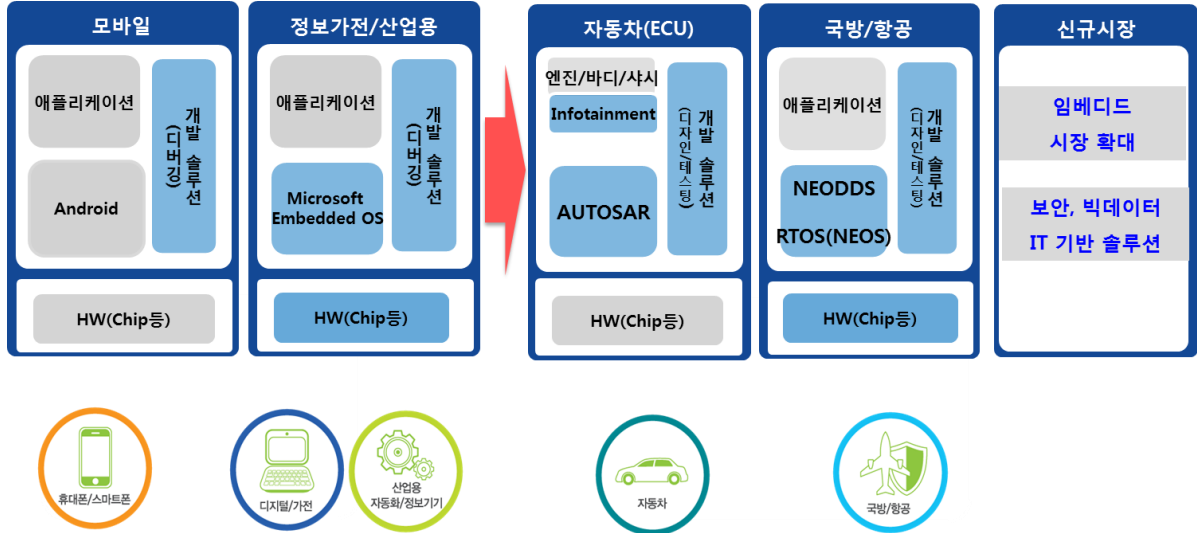 모바일
애플리케이션
개발 솔루션
(디버깅)
Android
HW(Chip등)
정보가전/산업용
애플리케이션
개발 솔루션
(디버깅)
Microsoft
Embedded OS
HW(Chip등)
자동차(ECU)
엔진/바디/샤시
Infotainment
개발 솔루션
(디자인/테스팅)
AUTOSAR
HW(Chip등)
국방/항공
애플리케이션
개발 솔루션
(디자인/테스팅)
NEODDS
RTOS(NEOS)
HW(Chip등)
신규시장
임베디드
시장 확대
보안, 빅데이터
IT 기반 솔루션
휴대폰/스마트폰
디지털/가전
산업용
자동화/정보기기
자동차
국방/항공